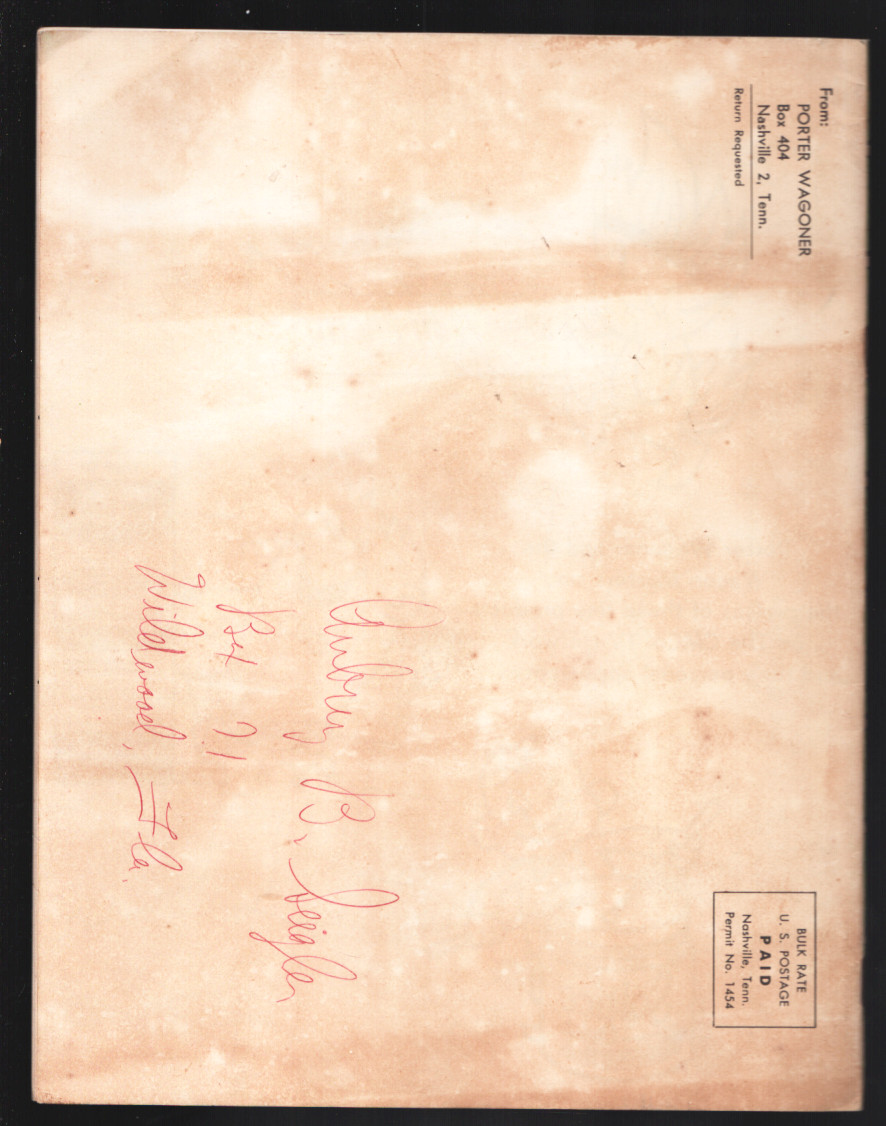 From:
PORTER WAGONER
Box 404
Nashville 2, Tenn.
Return Requested
BULK RATE
U. S. POSTAGE
PAID
Nashville, Tenn.
Permit No. 1454
Aubrey B.
Box 71
Wildwood, Fla.